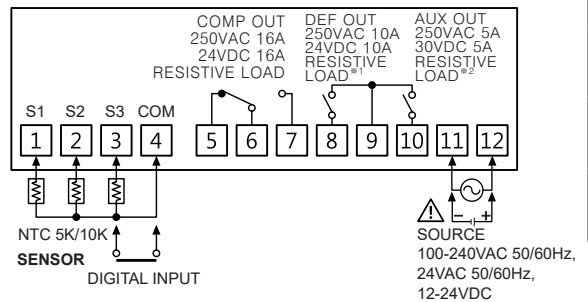 COMP OUT
250VAC 16A
24VDC 16A
RESISTIVE LOAD
DEF OUT
250VAC 10A
24VDC 10A
RESISTIVE
LOAD※1
AUX OUT
250VAC 5A
30VDC 5A
RESISTIVE
LOAD※2
S1 S2 S3 COM
1 2 3 4 5 6 7 8 9 10 11 12
NTC 5K/10K
SENSOR
DIGITAL INPUT
− +
SOURCE
100-240VAC 50/60Hz,
24VAC 50/60Hz,
12-24VDC